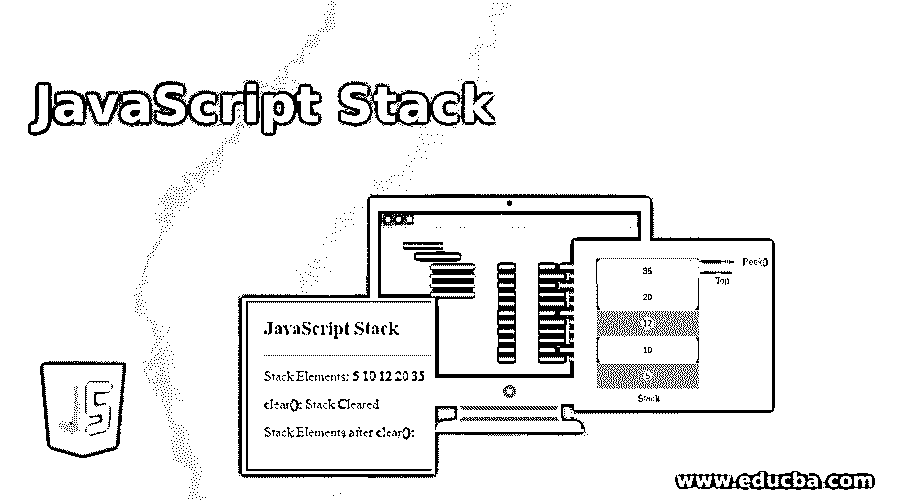 JavaScript Stack
JavaScript Stack
Stack Elements: 5 10 12 20 35
clear(): Stack Cleared
Stack Elements after clear():
35
20
12
10
Stack
Peek()
Top
JS
www.educba.com